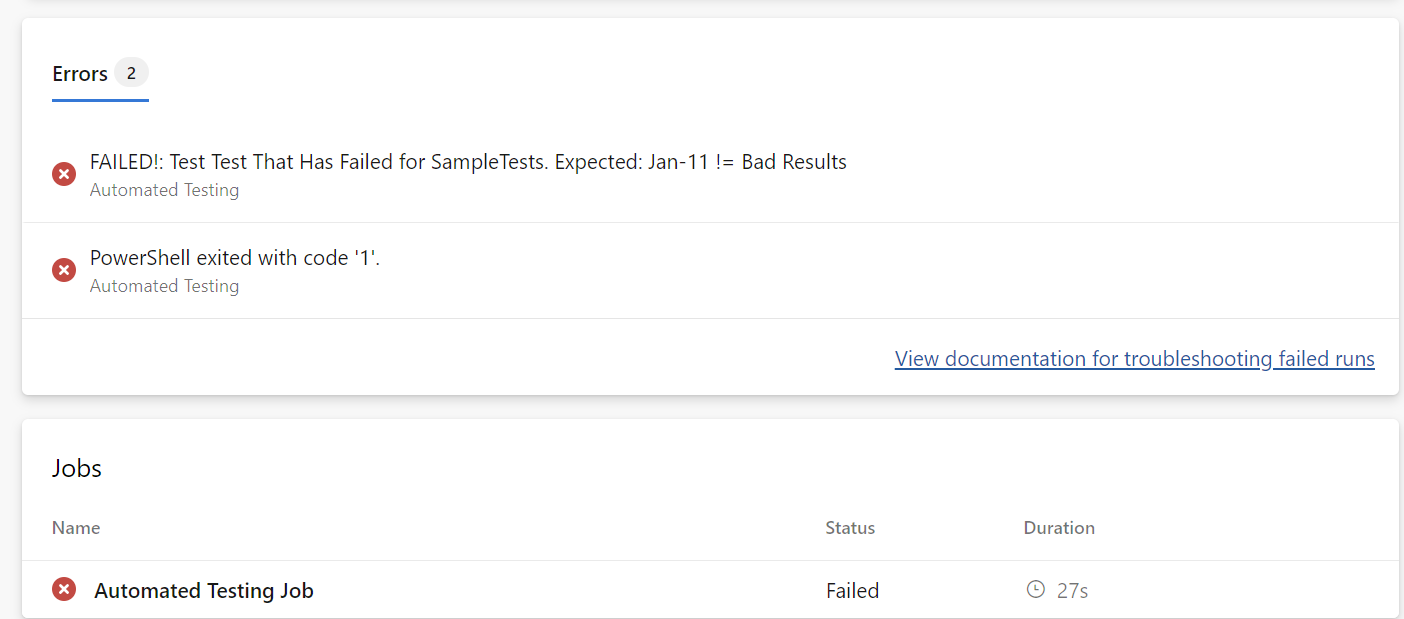 Errors 2
FAILED!: Test Test That Has Failed for SampleTests. Expected: Jan-11 != Bad Results
Automated Testing
PowerShell exited with code '1'.
Automated Testing
View documentation for troubleshooting failed runs
Jobs
Name Status Duration
Automated Testing Job Failed 27s